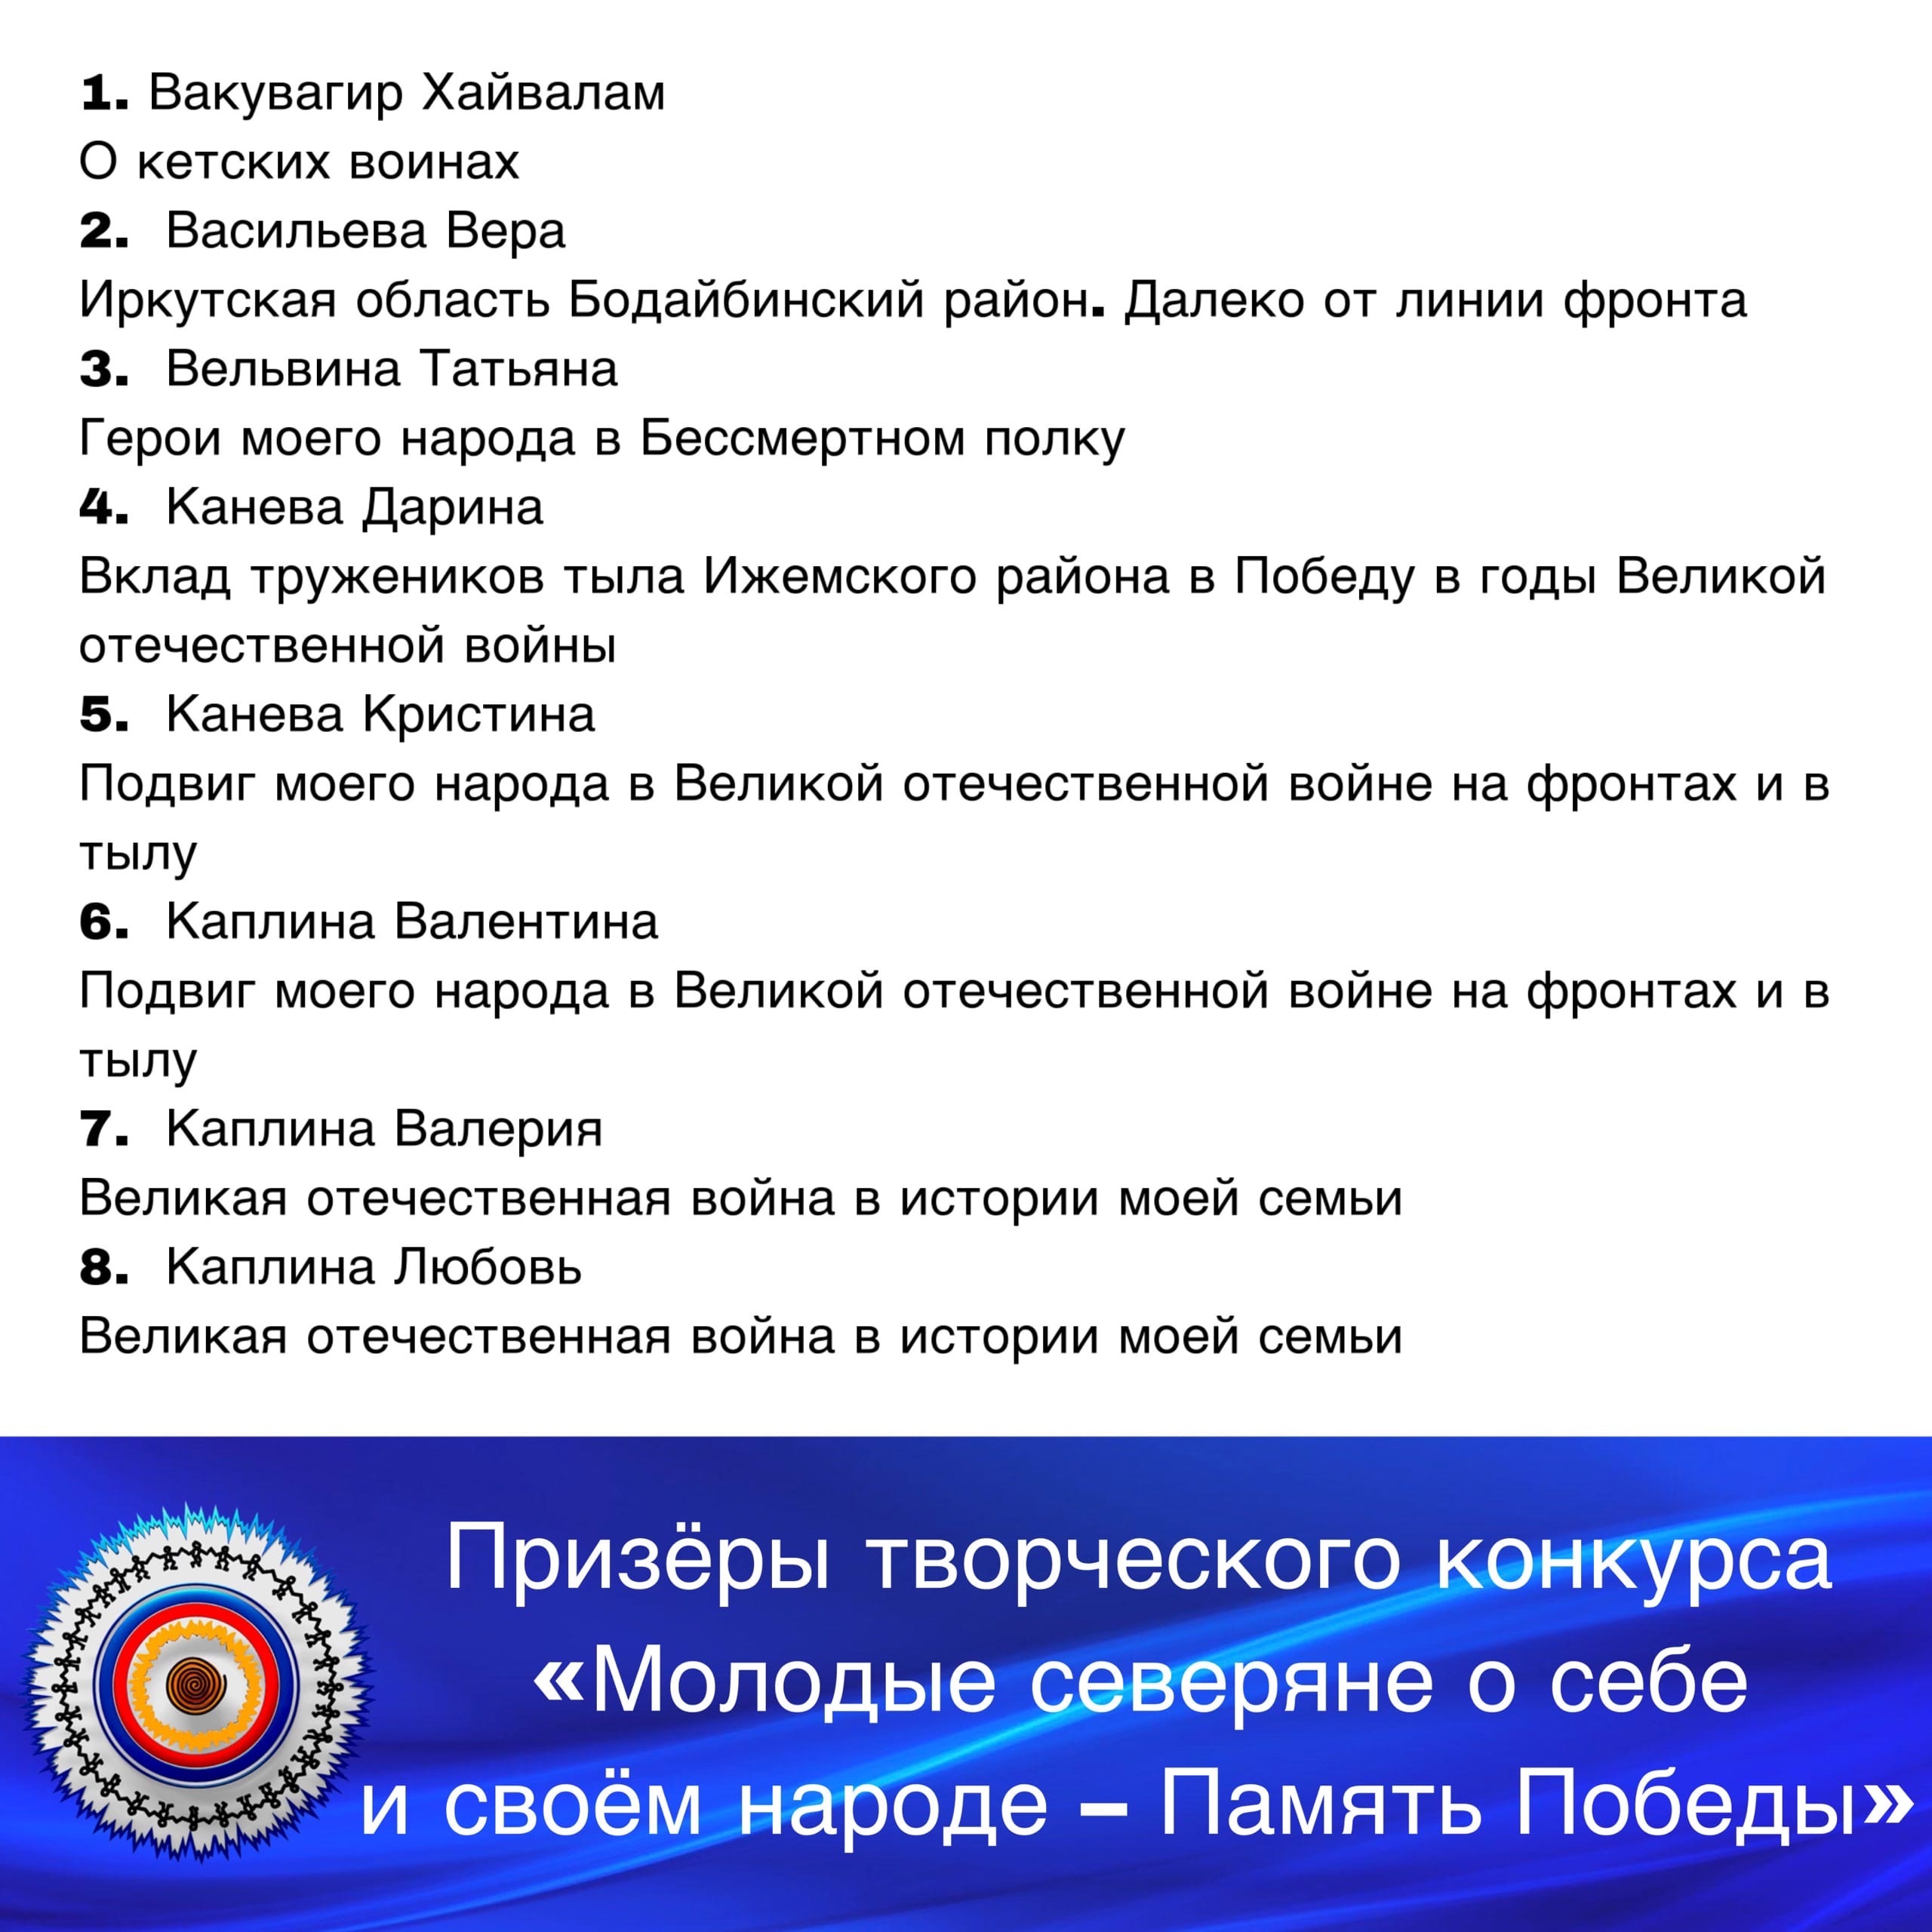 1. Вакувагир Хайвалам
О кетских воинах
2. Васильева Вера
Иркутская область Бодайбинский район. Далеко от линии фронта
3. Вельвина Татьяна
Герои моего народа в Бессмертном полку
4. Канева Дарина
Вклад тружеников тыла Ижемского района в Победу в годы Великой
отечественной войны
5. Канева Кристина
Подвиг моего народа в Великой отечественной войне на фронтах и в
тылу
6. Каплина Валентина
Подвиг моего народа в Великой отечественной войне на фронтах и в
тылу
7. Каплина Валерия
Великая отечественная война в истории моей семьи
8. Каплина Любовь
Великая отечественная война в истории моей семьи
Призёры творческого конкурса
«Молодые северяне о себе
и своём народе – Память Победы»